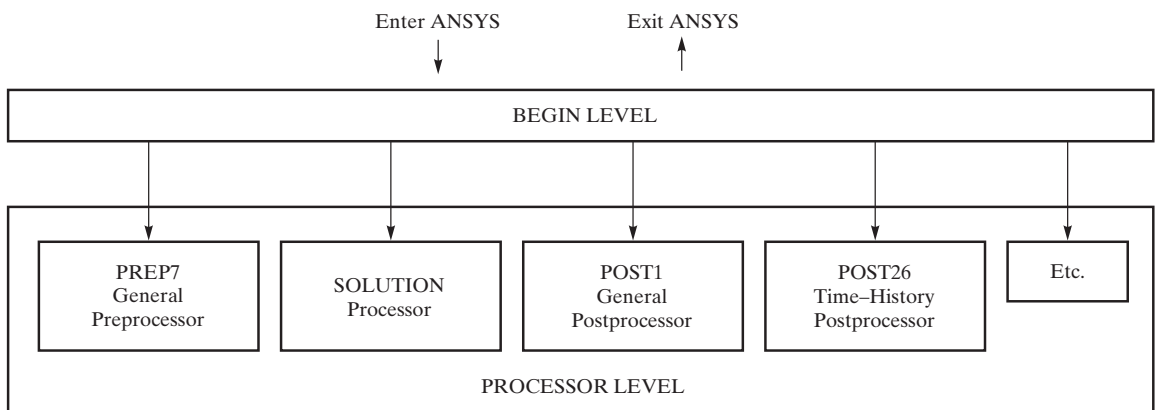 Enter ANSYS
Exit ANSYS
BEGIN LEVEL
PREP7
General
Preprocessor
SOLUTION
Processor
POST1
General
Postprocessor
POST26
Time–History
Postprocessor
Etc.
PROCESSOR LEVEL